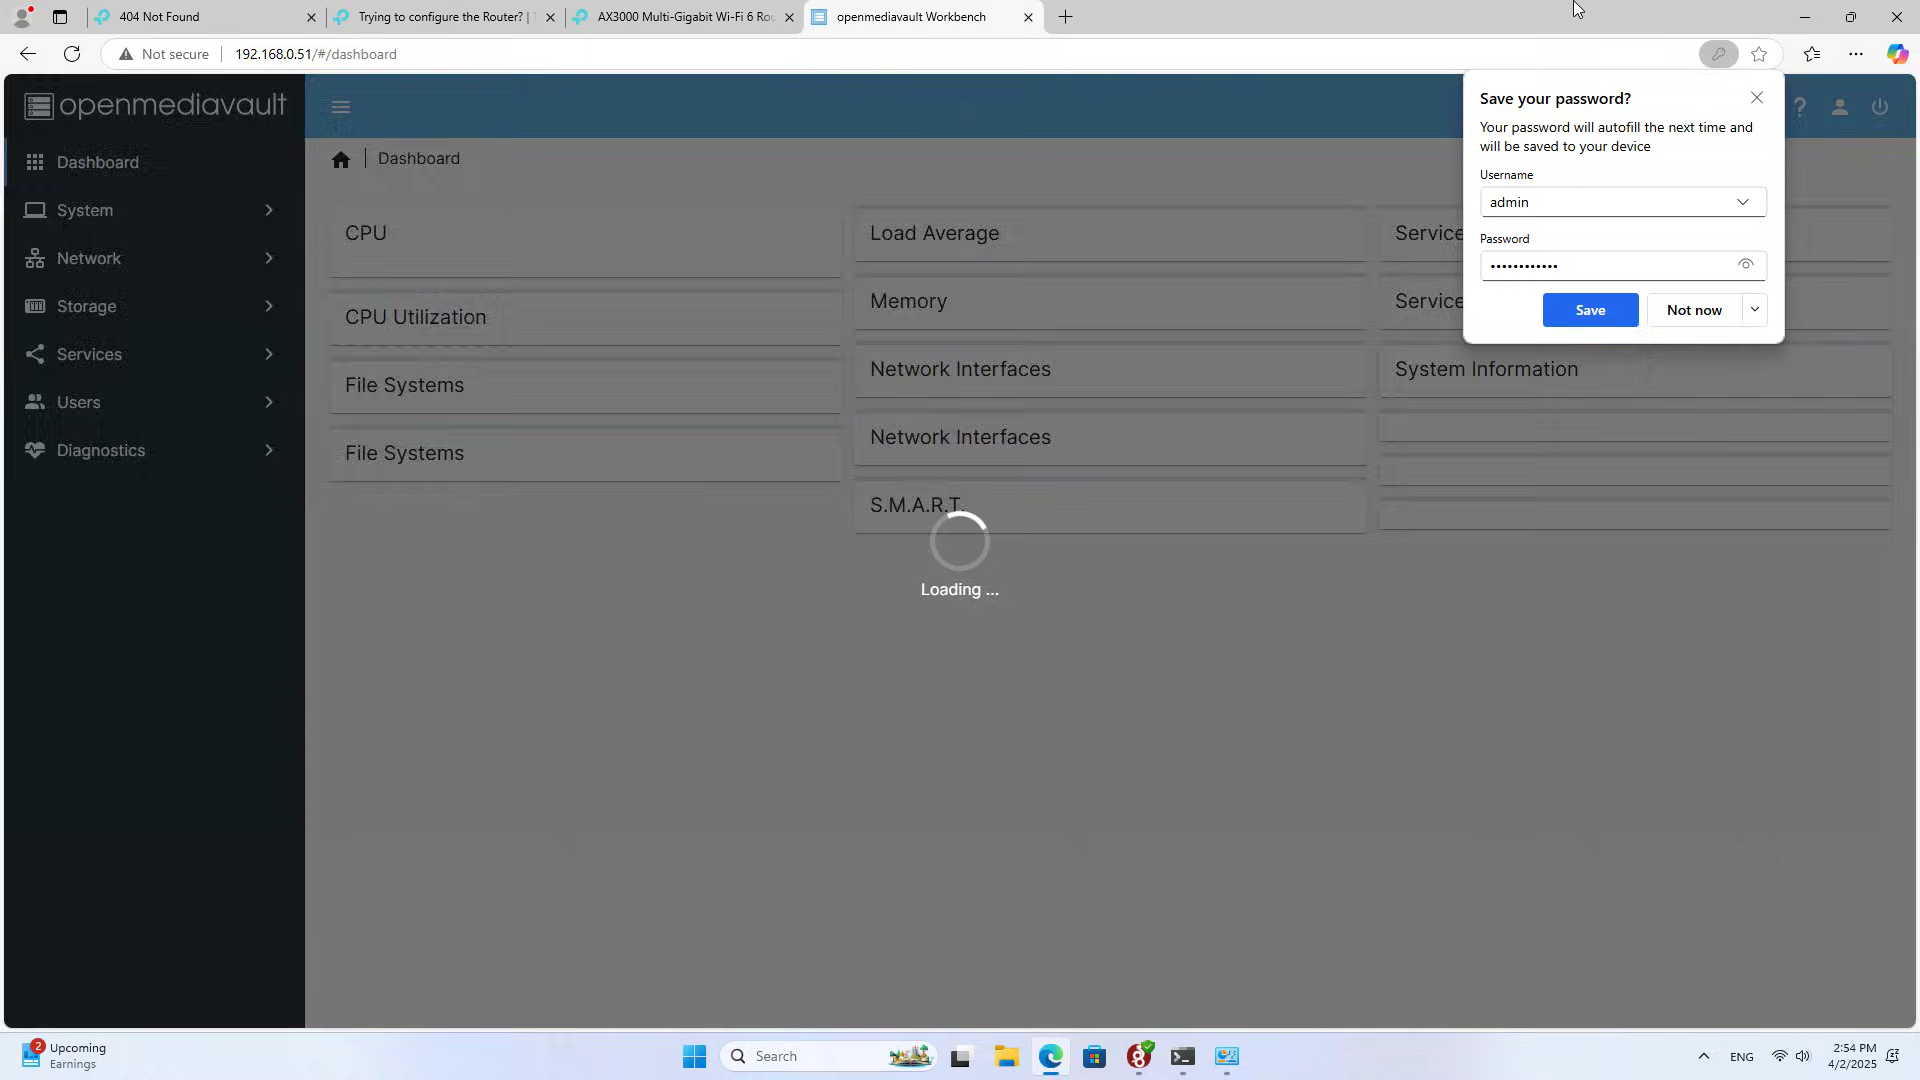 404 Not Found
Trying to configure the Router? | T
AX3000 Multi-Gigabit Wi-Fi 6 Rou
openmediavault Workbench
Not secure
192.168.0.51/#/dashboard
openmediavault
Dashboard
System
Network
Storage
Services
Users
Diagnostics
Dashboard
CPU
CPU Utilization
File Systems
File Systems
Load Average
Memory
Network Interfaces
Network Interfaces
S.M.A.R.T.
Service
Service
System Information
Loading ...
Save your password?
Your password will autofill the next time and
will be saved to your device
Username
admin
Password
••••••••••••
Save
Not now
2
Upcoming
Earnings
Search
ENG
2:54 PM
4/2/2025